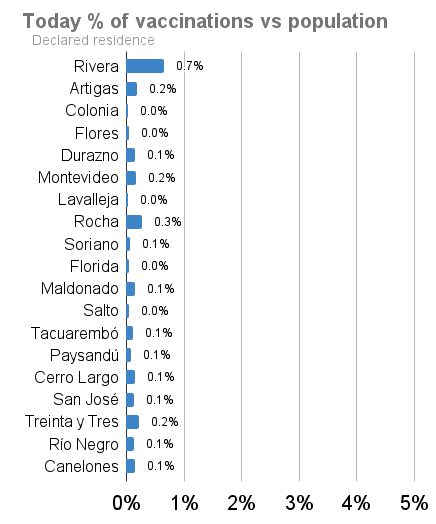 Today % of vaccinations vs population
Declared residence
Rivera 0.7%
Artigas 0.2%
Colonia 0.0%
Flores 0.0%
Durazno 0.1%
Montevideo 0.2%
Lavalleja 0.0%
Rocha 0.3%
Soriano 0.1%
Florida 0.0%
Maldonado 0.1%
Salto 0.0%
Tacuarembó 0.1%
Paysandú 0.1%
Cerro Largo 0.1%
San José 0.1%
Treinta y Tres 0.2%
Río Negro 0.1%
Canelones 0.1%
0% 1% 2% 3% 4% 5%